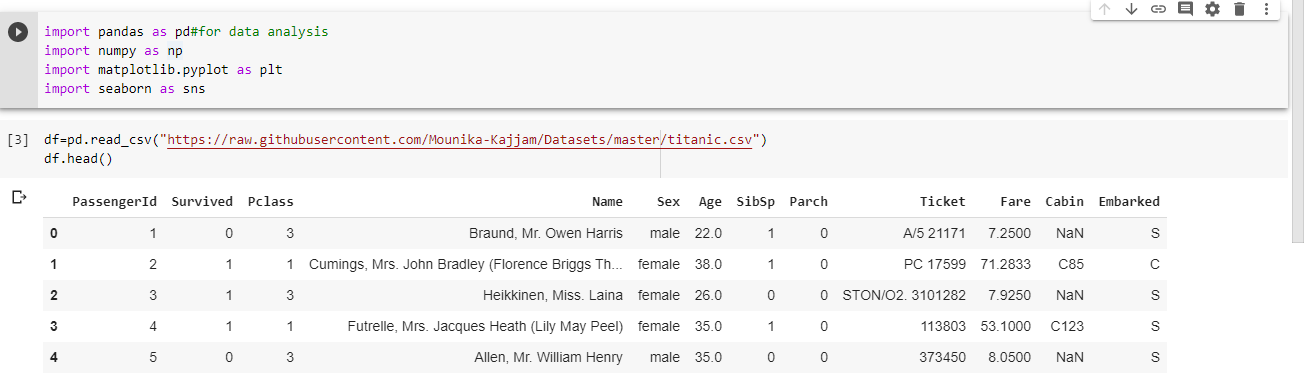 import pandas as pd#for data analysis
import numpy as np
import matplotlib.pyplot as plt
import seaborn as sns
[3] df=pd.read_csv("https://raw.githubusercontent.com/Mounika-Kajjam/Datasets/master/titanic.csv")
df.head()
PassengerId Survived Pclass Name Sex Age SibSp Parch Ticket Fare Cabin Embarked
0 1 0 3 Braund, Mr. Owen Harris male 22.0 1 0 A/5 21171 7.2500 NaN S
1 2 1 1 Cumings, Mrs. John Bradley (Florence Briggs Th... female 38.0 1 0 PC 17599 71.2833 C85 C
2 3 1 3 Heikkinen, Miss. Laina female 26.0 0 0 STON/O2. 3101282 7.9250 NaN S
3 4 1 1 Futrelle, Mrs. Jacques Heath (Lily May Peel) female 35.0 1 0 113803 53.1000 C123 S
4 5 0 3 Allen, Mr. William Henry male 35.0 0 0 373450 8.0500 NaN S